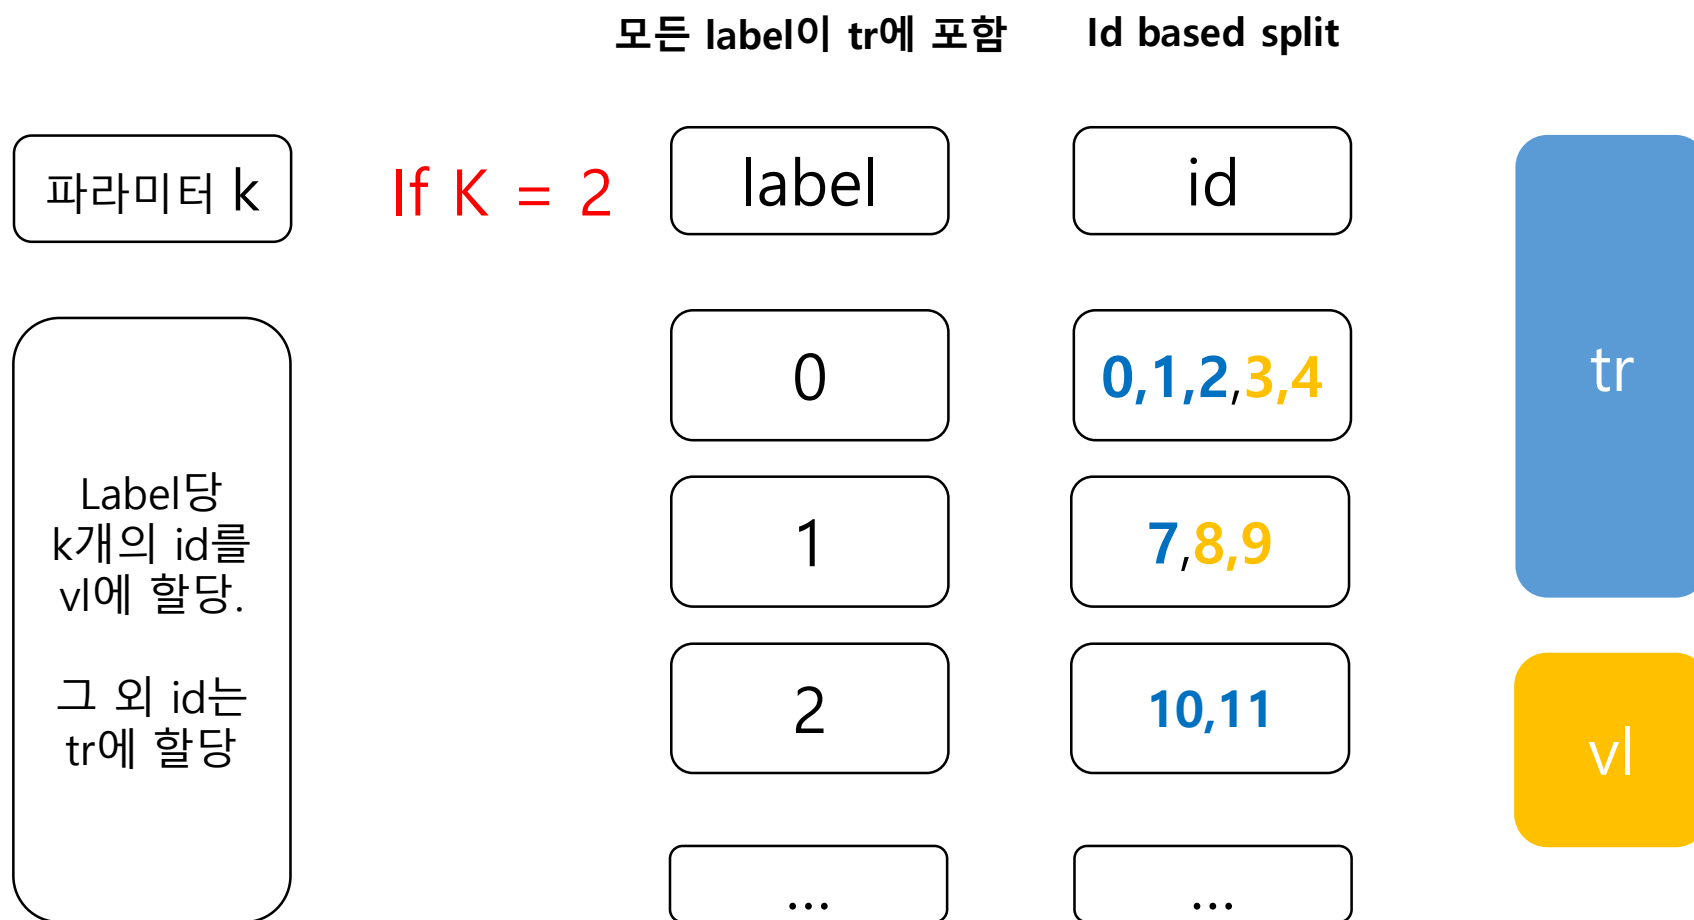 모든 label이 tr에 포함
Id based split
파라미터 k
If K = 2
label
id
Label당
k개의 id를
vl에 할당.
그 외 id는
tr에 할당
0
0,1,2,3,4
1
7,8,9
2
10,11
...
...
tr
vl